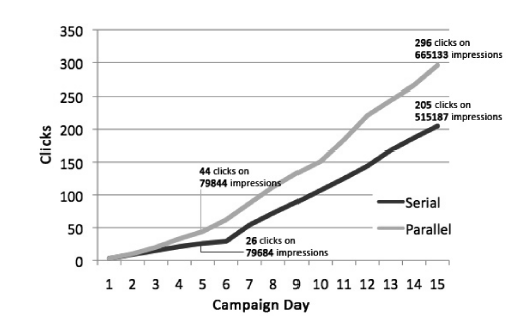 350
300
250
200
150
100
50
0
Clicks
296 clicks on
665133 impressions
205 clicks on
515187 impressions
44 clicks on
79844 impressions
26 clicks on
79684 impressions
Serial
Parallel
1 2 3 4 5 6 7 8 9 10 11 12 13 14 15
Campaign Day